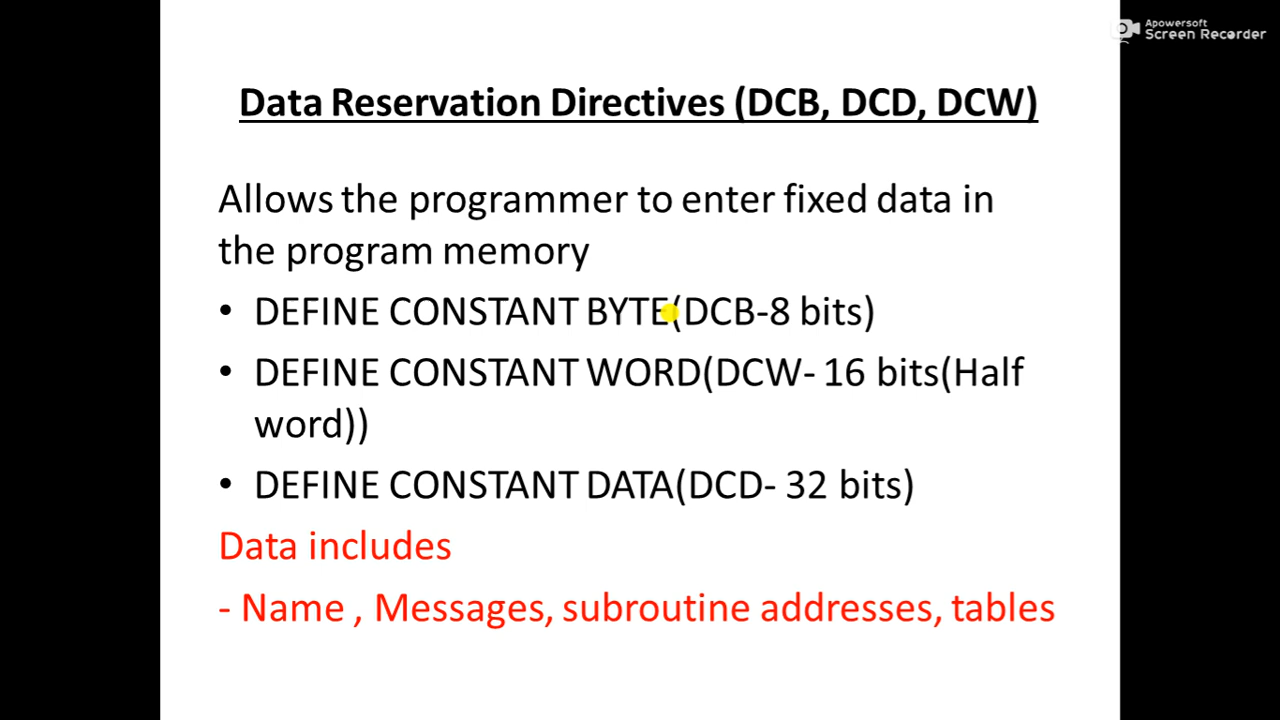 Apowersoft
Screen Recorder
Data Reservation Directives (DCB, DCD, DCW)
Allows the programmer to enter fixed data in
the program memory
• DEFINE CONSTANT BYTE(DCB-8 bits)
• DEFINE CONSTANT WORD(DCW- 16 bits(Half
word))
• DEFINE CONSTANT DATA(DCD- 32 bits)
Data includes
- Name , Messages, subroutine addresses, tables